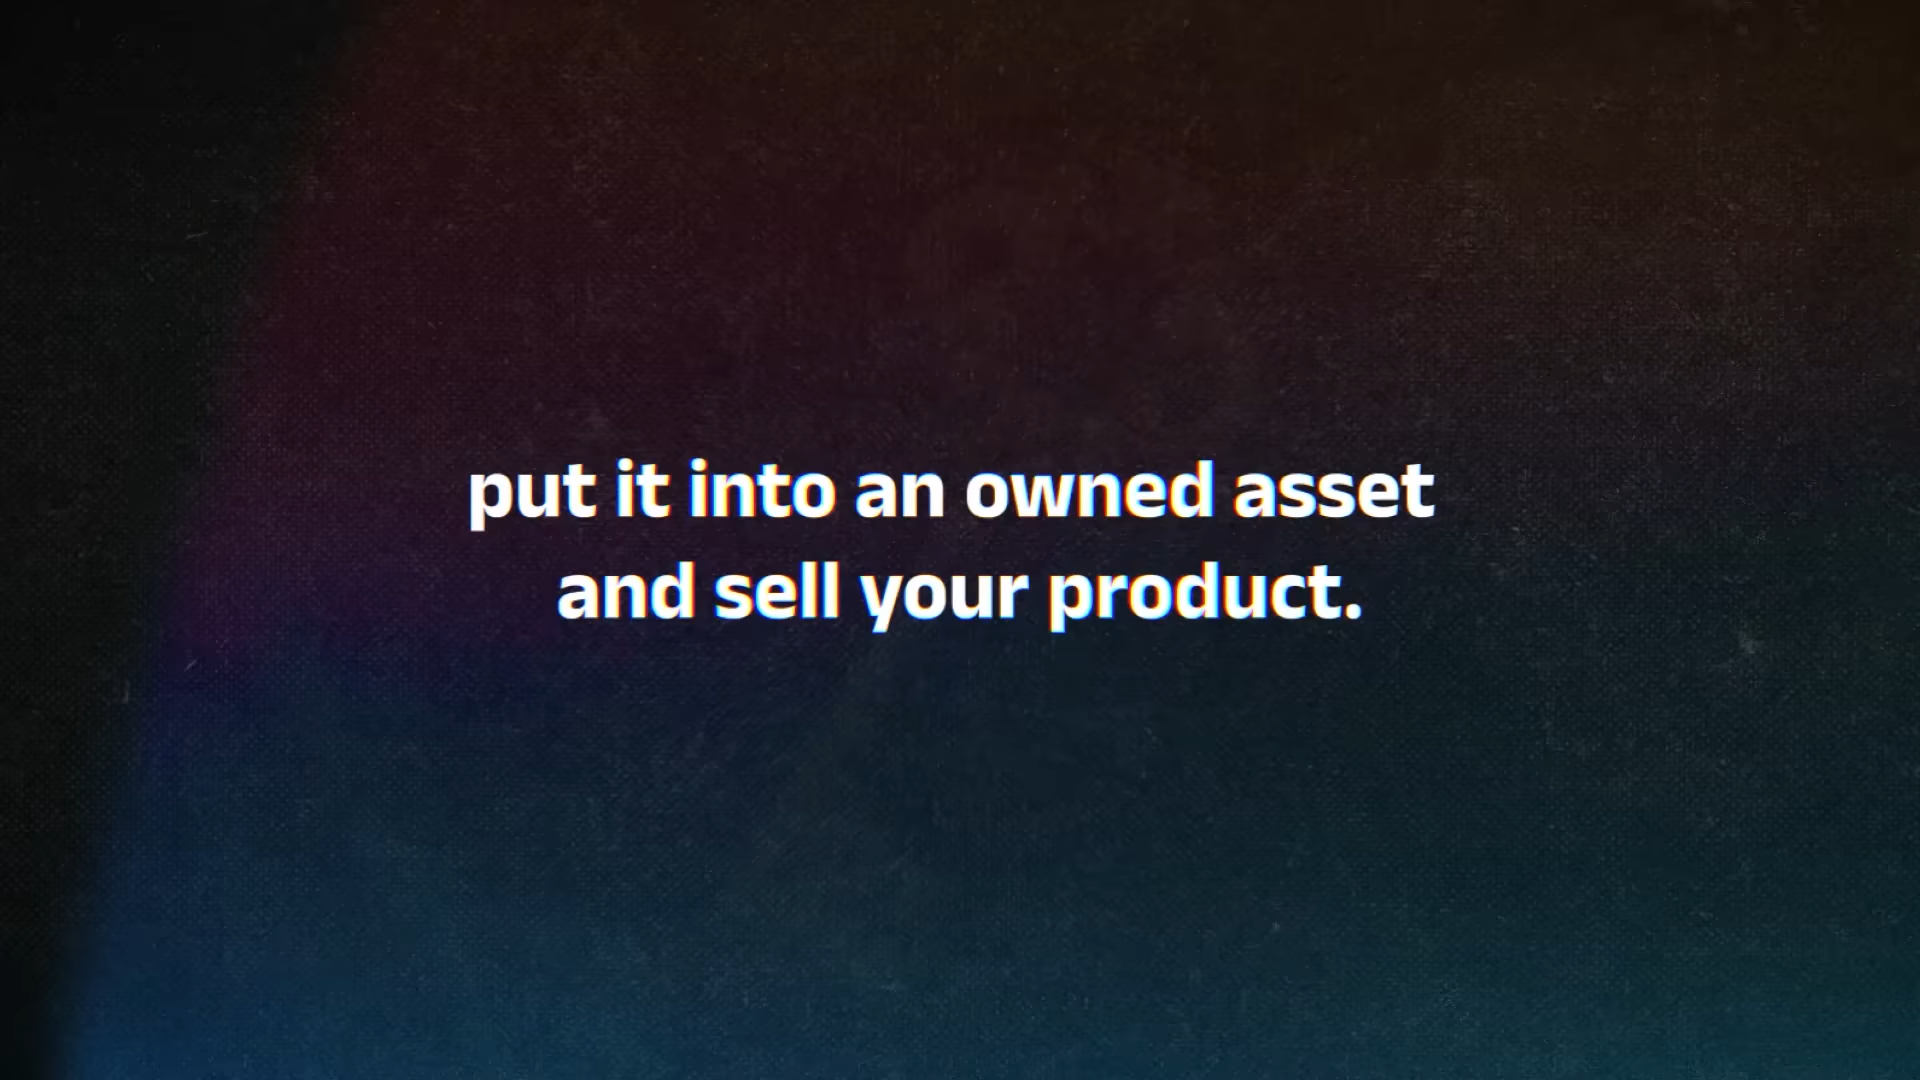 put it into an owned asset
and sell your product.